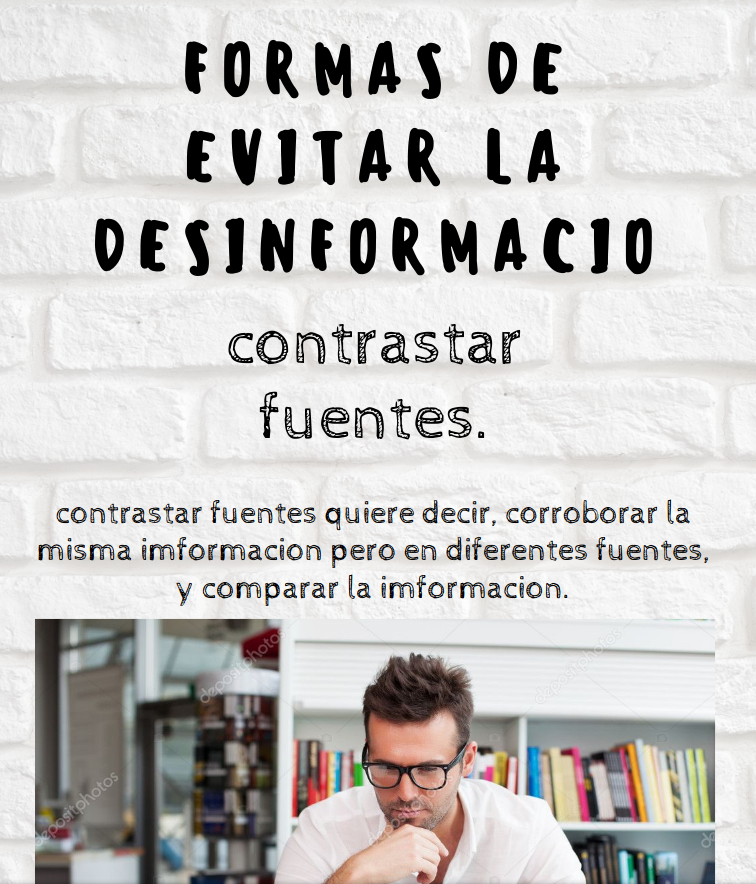 FORMAS DE
EVITAR LA
DESINFORMACIO
contrastar
fuentes.
contrastar fuentes quiere decir, corroborar la
misma imformacion pero en diferentes fuentes,
y comparar la imformacion.
depositphotos
depositphotos
depositphotos